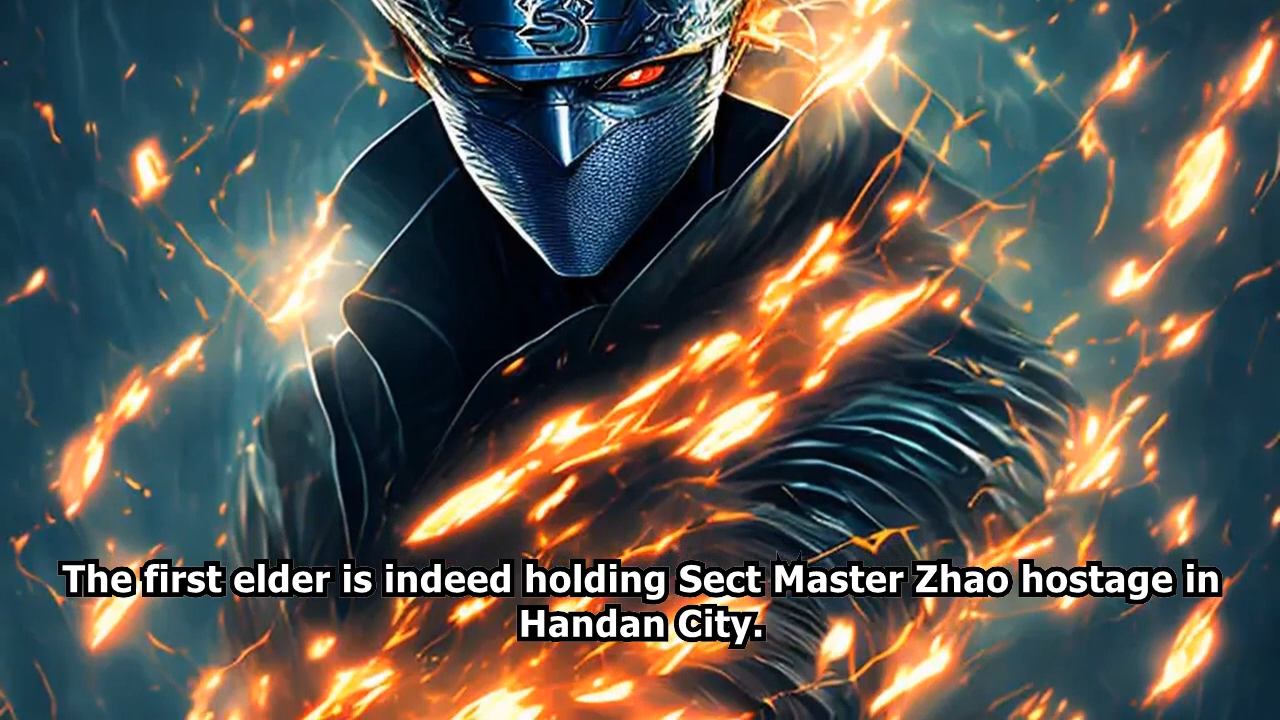 S
The first elder is indeed holding Sect Master Zhao hostage in
Handan City.